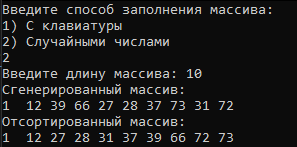 Введите способ заполнения массива:
1) С клавиатуры
2) Случайными числами
2
Введите длину массива: 10
Сгенерированный массив:
1  12 39 66 27 28 37 73 31 72
Отсортированный массив:
1  12 27 28 31 37 39 66 72 73